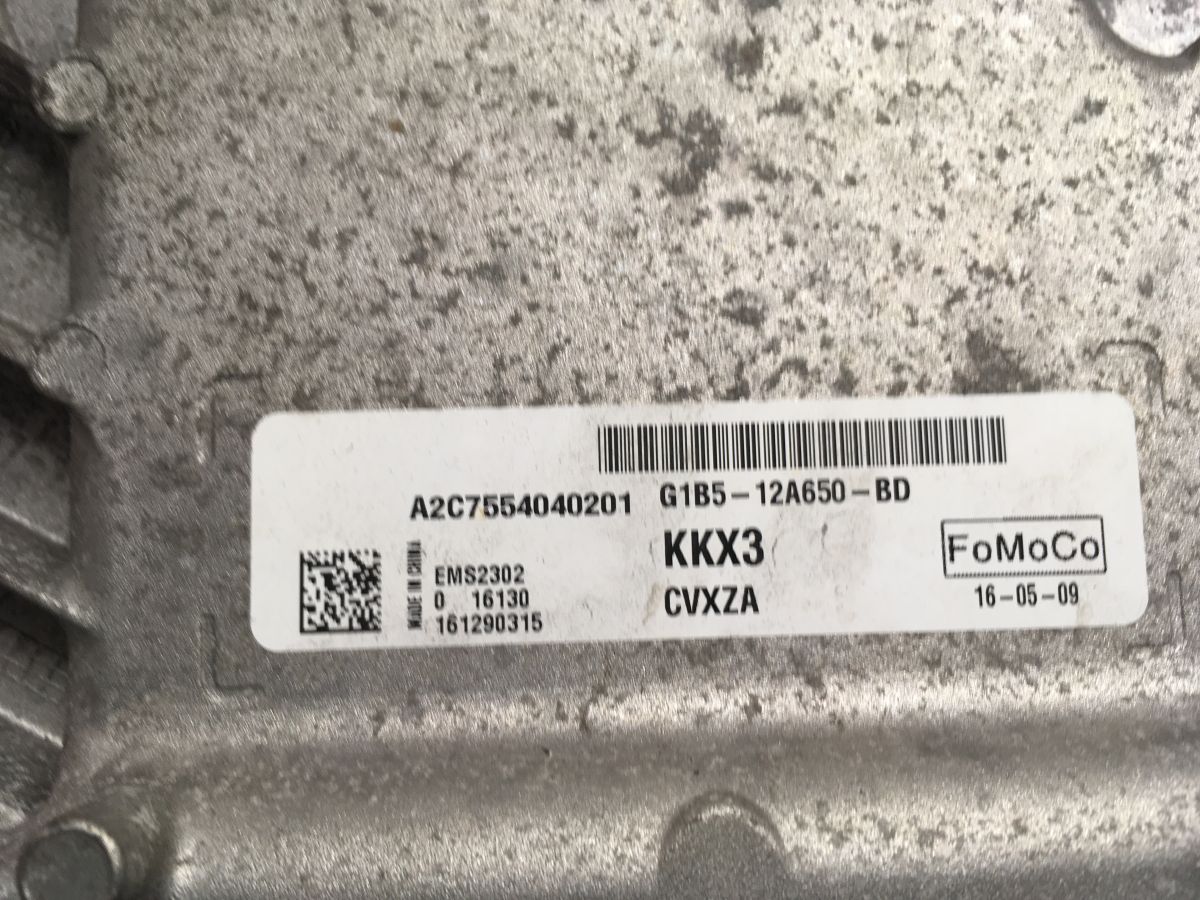 A2C7554040201 G1B5-12A650-BD
KKX3
FoMoCo
MADE IN CHINA
EMS2302
0 16130
161290315
CVXZA
16-05-09